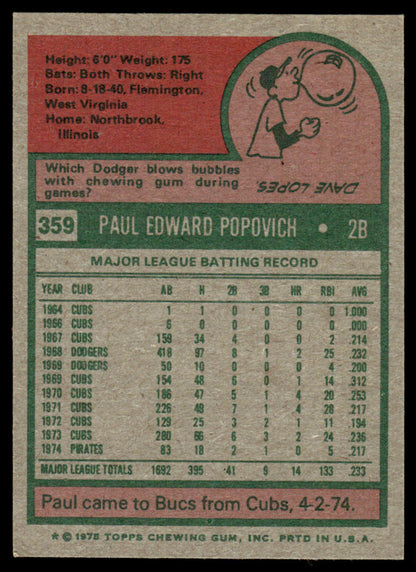 Height: 6'0" Weight: 175
Bats: Both Throws: Right
Born: 8-18-40, Flemington,
West Virginia
Home: Northbrook,
Illinois
Which Dodger blows bubbles
with chewing gum during
games?
DAVE LOPES.
359 PAUL EDWARD POPOVICH • 2B
MAJOR LEAGUE BATTING RECORD
YEAR CLUB AB H 2B 3B HR RBI AVG
1964 CUBS 1 1 0 0 0 0 1.000
1966 CUBS 6 0 0 0 0 0 .000
1967 CUBS 159 34 4 0 0 2 .214
1968 DODGERS 418 97 8 1 2 25 .232
1969 DODGERS 50 10 0 0 0 4 .200
1969 CUBS 154 48 6 0 1 14 .312
1970 CUBS 186 47 5 1 4 20 .253
1971 CUBS 226 49 7 1 4 28 .217
1972 CUBS 129 25 3 2 1 11 .194
1973 CUBS 280 66 6 3 2 24 .236
1974 PIRATES 83 18 2 1 0 5 .217
MAJOR LEAGUE TOTALS 1692 395 41 9 14 133 .233
Paul came to Bucs from Cubs, 4-2-74.
* © 1975 TOPPS CHEWING GUM, INC. PRTD IN U.S.A.